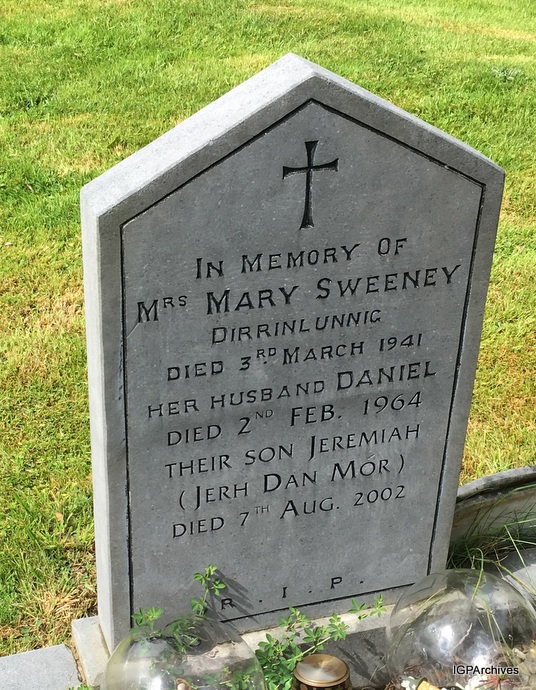 In Memory Of
Mrs Mary Sweeney
Dirrinlunnig
died 3rd March 1941
her husband Daniel
died 2nd Feb. 1964
their son Jeremiah
(Jerh Dan Mór)
died 7th Aug. 2002
R. I. P.
IGPArchives